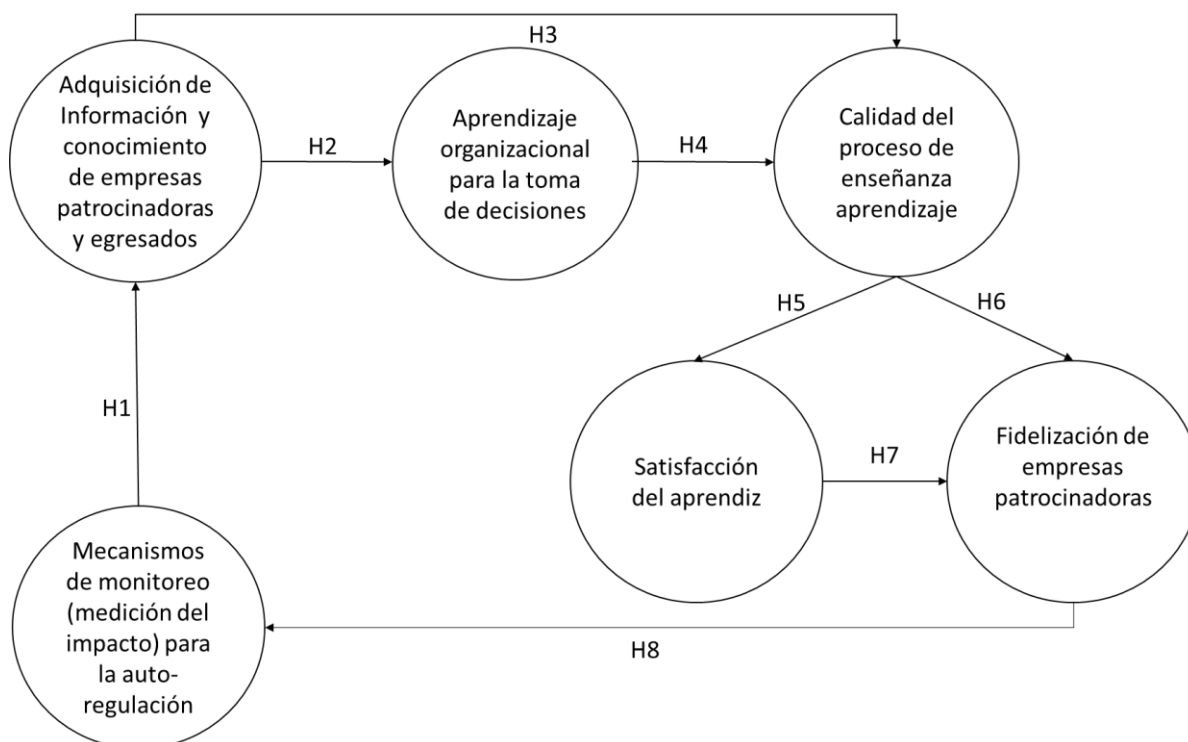 H3
Adquisición de
Información y
conocimiento
de empresas
patrocinadoras
y egresados
H2
Aprendizaje
organizacional
para la toma
de decisiones
H4
Calidad del
proceso de
enseñanza
aprendizaje
H5
H6
H1
Satisfacción
del aprendiz
H7
Fidelización de
empresas
patrocinadoras
Mecanismos
de monitoreo
(medición del
impacto) para
la auto-
regulación
H8